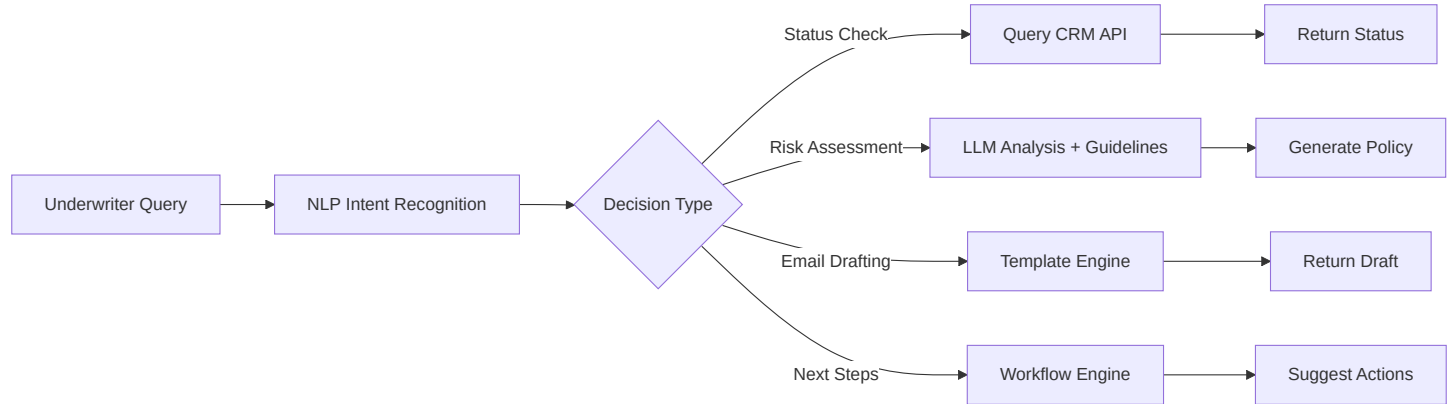 Underwriter Query
NLP Intent Recognition
Decision Type
Status Check
Query CRM API
Return Status
Risk Assessment
LLM Analysis + Guidelines
Generate Policy
Email Drafting
Template Engine
Return Draft
Next Steps
Workflow Engine
Suggest Actions